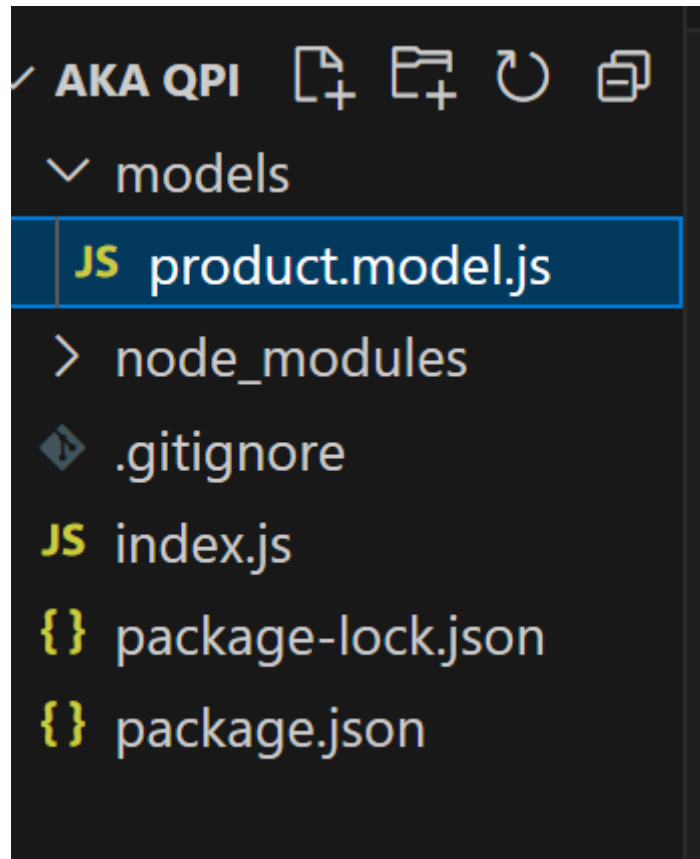 AKA QPI
models
JS product.model.js
node_modules
.gitignore
JS index.js
{} package-lock.json
{} package.json